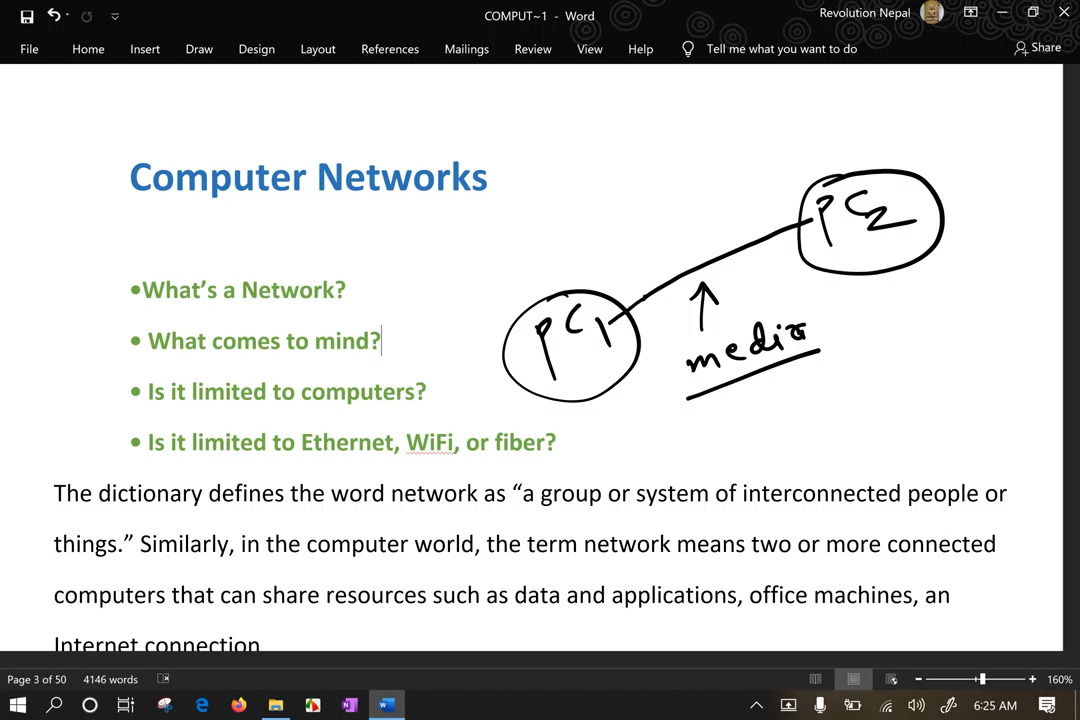 COMPUT~1 - Word
Revolution Nepal
File Home Insert Draw Design Layout References Mailings Review View Help Tell me what you want to do Share
Computer Networks
PC2
•What's a Network?
PC1
• What comes to mind?
media
• Is it limited to computers?
• Is it limited to Ethernet, WiFi, or fiber?
The dictionary defines the word network as “a group or system of interconnected people or
things.” Similarly, in the computer world, the term network means two or more connected
computers that can share resources such as data and applications, office machines, an
Internet connection
Page 3 of 50 4146 words 160%
6:25 AM